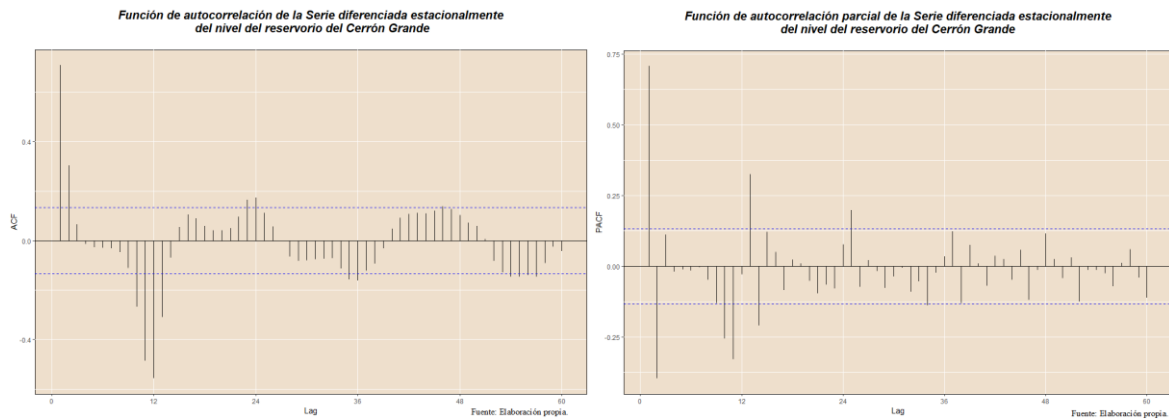 Función de autocorrelación de la Serie diferenciada estacionalmente
del nivel del reservorio del Cerrón Grande
ACF
0.4
0.0
-0.4
0
12
24
36
48
60
Lag
Fuente: Elaboración propia.
Función de autocorrelación parcial de la Serie diferenciada estacionalmente
del nivel del reservorio del Cerrón Grande
PACF
0.75
0.50
0.25
0.00
-0.25
0
12
24
36
48
60
Lag
Fuente: Elaboración propia.